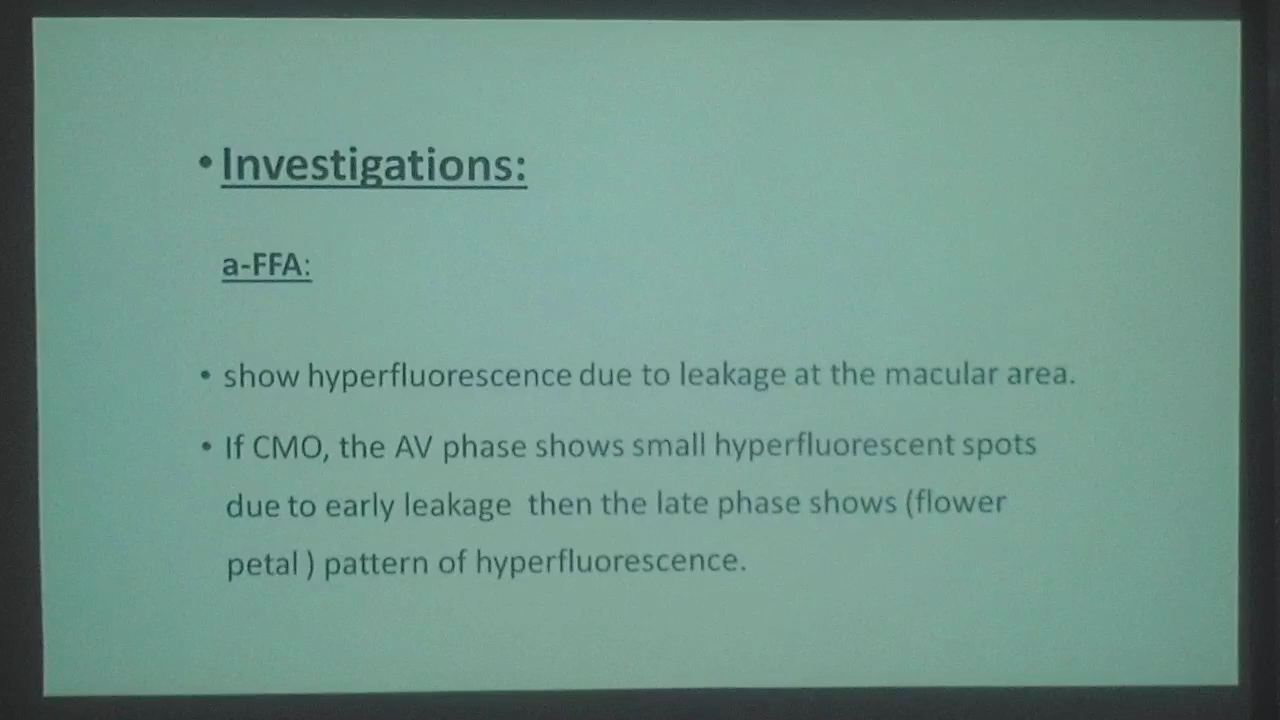 • Investigations:
a-FFA:
• show hyperfluorescence due to leakage at the macular area.
• If CMO, the AV phase shows small hyperfluorescent spots
due to early leakage then the late phase shows (flower
petal ) pattern of hyperfluorescence.